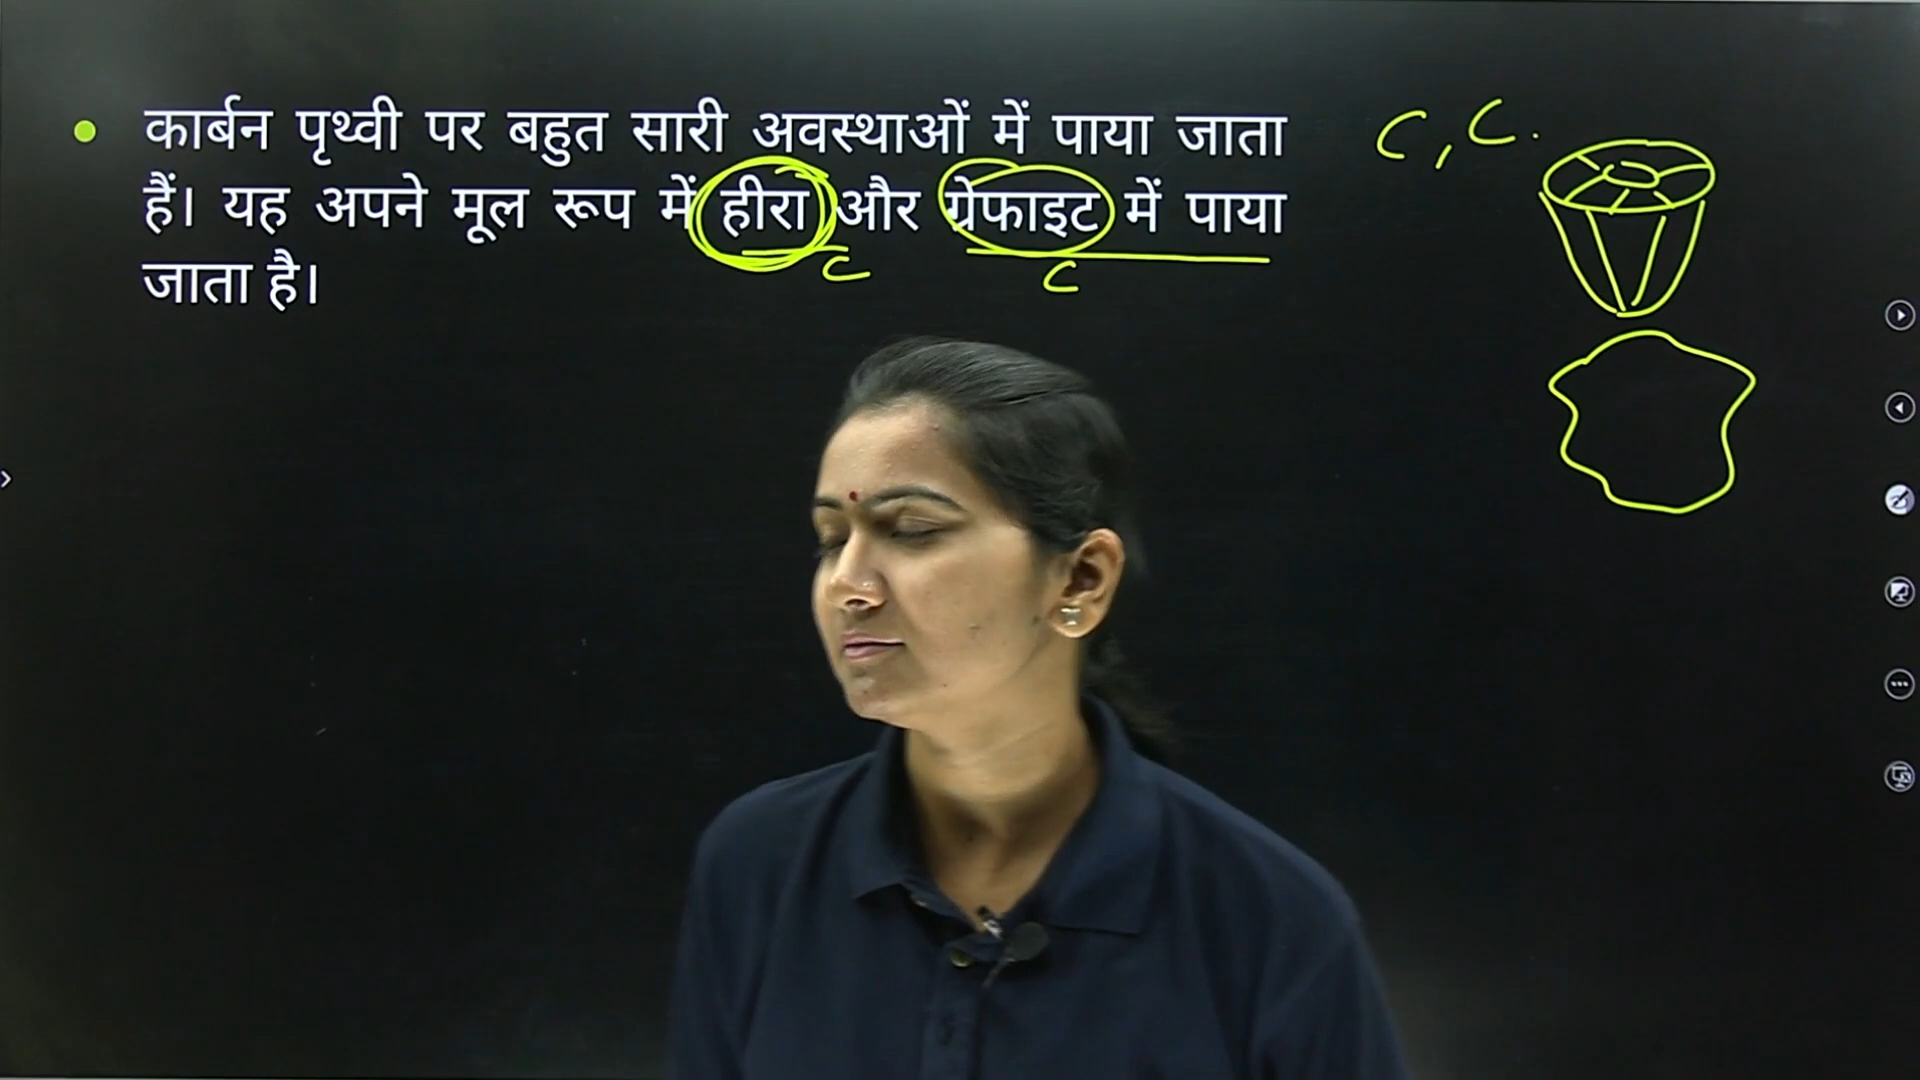 कार्बन पृथ्वी पर बहुत सारी अवस्थाओं में पाया जाता
हैं। यह अपने मूल रूप में हीरा और ग्रेफाइट में पाया
जाता है।
C, C.
C
C